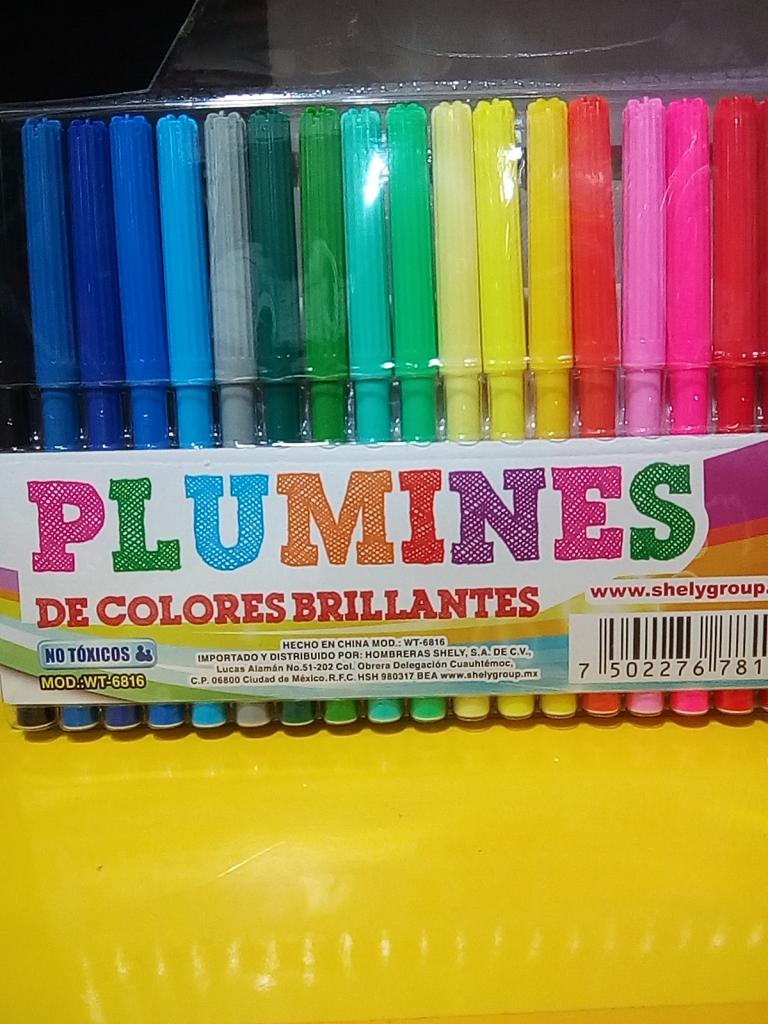 PLUMINES
DE COLORES BRILLANTES
www.shelygroup.
NO TÓXICOS &
MOD.:WT-6816
HECHO EN CHINA MOD.: WT-6816
IMPORTADO Y DISTRIBUIDO POR: HOMBRERAS SHELY, S.A. DE C.V.,
Lucas Alamán No.51-202 Col. Obrera Delegación Cuauhtémoc,
C.P. 06800 Ciudad de México. R.F.C. HSH 980317 BEA www.shelygroup.mx
7 502276 781